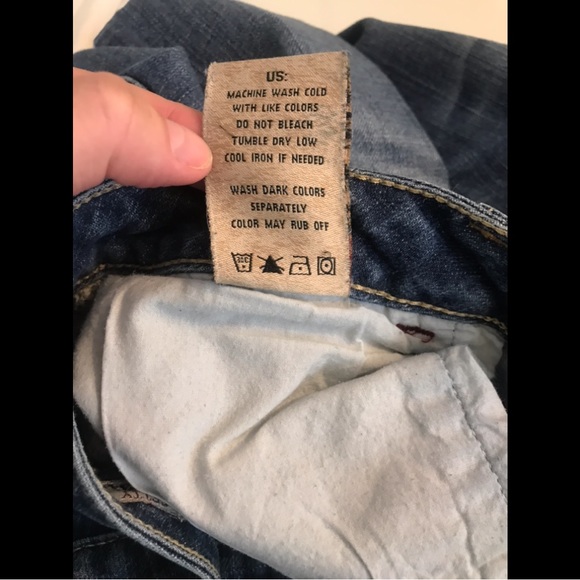 US:
MACHINE WASH COLD
WITH LIKE COLORS
DO NOT BLEACH
TUMBLE DRY LOW
COOL IRON IF NEEDED
WASH DARK COLORS
SEPARATELY
COLOR MAY RUB OFF